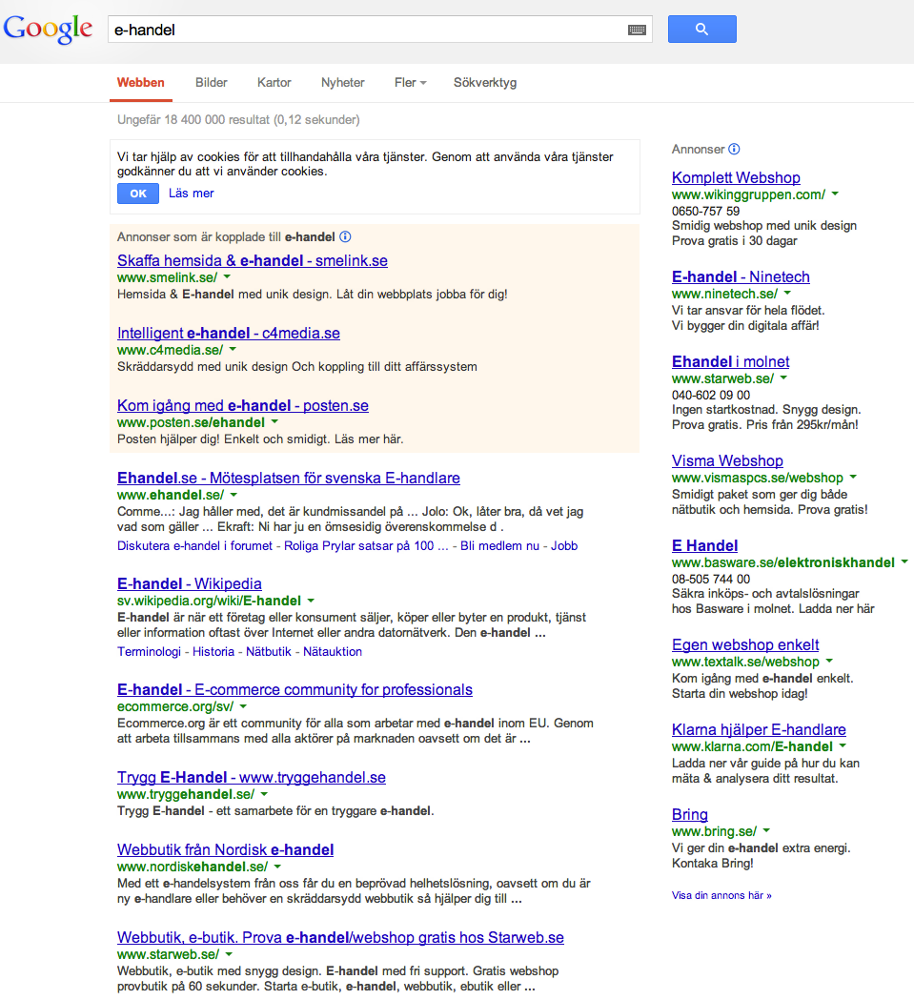 Google
e-handel
Webben Bilder Kartor Nyheter Fler Sökverktyg
Ungefär 18 400 000 resultat (0,12 sekunder)
Vi tar hjälp av cookies för att tillhandahålla våra tjänster. Genom att använda våra tjänster
godkänner du att vi använder cookies.
OK Läs mer
Annonser som är kopplade till e-handel
Skaffa hemsida & e-handel - smelink.se
www.smelink.se/
Hemsida & E-handel med unik design. Låt din webbplats jobba för dig!
Intelligent e-handel - c4media.se
www.c4media.se/
Skräddarsydd med unik design Och koppling till ditt affärssystem
Kom igång med e-handel - posten.se
www.posten.se/ehandel
Posten hjälper dig! Enkelt och smidigt. Läs mer här.
Ehandel.se - Mötesplatsen för svenska E-handlare
www.ehandel.se/
Comme...: Jag håller med, det är kundmissandel på ... Jolo: Ok, låter bra, då vet jag
vad som gäller ... Ekraft: Ni har ju en ömsesidig överenskommelse d .
Diskutera e-handel i forumet - Roliga Prylar satsar på 100 ... - Bli medlem nu - Jobb
E-handel - Wikipedia
sv.wikipedia.org/wiki/E-handel
E-handel är när ett företag eller konsument säljer, köper eller byter en produkt, tjänst
eller information oftast över Internet eller andra datornätverk. Den e-handel ...
Terminologi - Historia - Nätbutik - Nätauktion
E-handel - E-commerce community for professionals
ecommerce.org/sv/
Ecommerce.org är ett community för alla som arbetar med e-handel inom EU. Genom
att arbeta tillsammans med alla aktörer på marknaden oavsett om det är ...
Trygg E-Handel - www.tryggehandel.se
www.tryggehandel.se/
Trygg E-handel - ett samarbete för en tryggare e-handel.
Webbutik från Nordisk e-handel
www.nordiskehandel.se/
Med ett e-handelsystem från oss får du en beprövad helhetslösning, oavsett om du är
ny e-handlare eller behöver en skräddarsydd webbutik så hjälper dig till ...
Webbutik, e-butik. Prova e-handel/webshop gratis hos Starweb.se
www.starweb.se/
Webbutik, e-butik med snygg design. E-handel med fri support. Gratis webshop
provbutik på 60 sekunder. Starta e-butik, e-handel, webbutik, ebutik eller ...
Annonser
Komplett Webshop
www.wikinggruppen.com/
0650-757 59
Smidig webshop med unik design
Prova gratis i 30 dagar
E-handel - Ninetech
www.ninetech.se/
Vi tar ansvar för hela flödet.
Vi bygger din digitala affär!
Ehandel i molnet
www.starweb.se/
040-602 09 00
Ingen startkostnad. Snygg design.
Prova gratis. Pris från 295kr/mån!
Visma Webshop
www.vismaspcs.se/webshop
Smidigt paket som ger dig både
nätbutik och hemsida. Prova gratis!
E Handel
www.basware.se/elektroniskhandel
08-505 744 00
Säkra inköps- och avtalslösningar
hos Basware i molnet. Ladda ner här
Egen webshop enkelt
www.textalk.se/webshop
Kom igång med e-handel enkelt.
Starta din webshop idag!
Klarna hjälper E-handlare
www.klarna.com/E-handel
Ladda ner vår guide på hur du kan
mäta & analysera ditt resultat.
Bring
www.bring.se/
Vi ger din e-handel extra energi.
Kontaka Bring!
Visa din annons här »